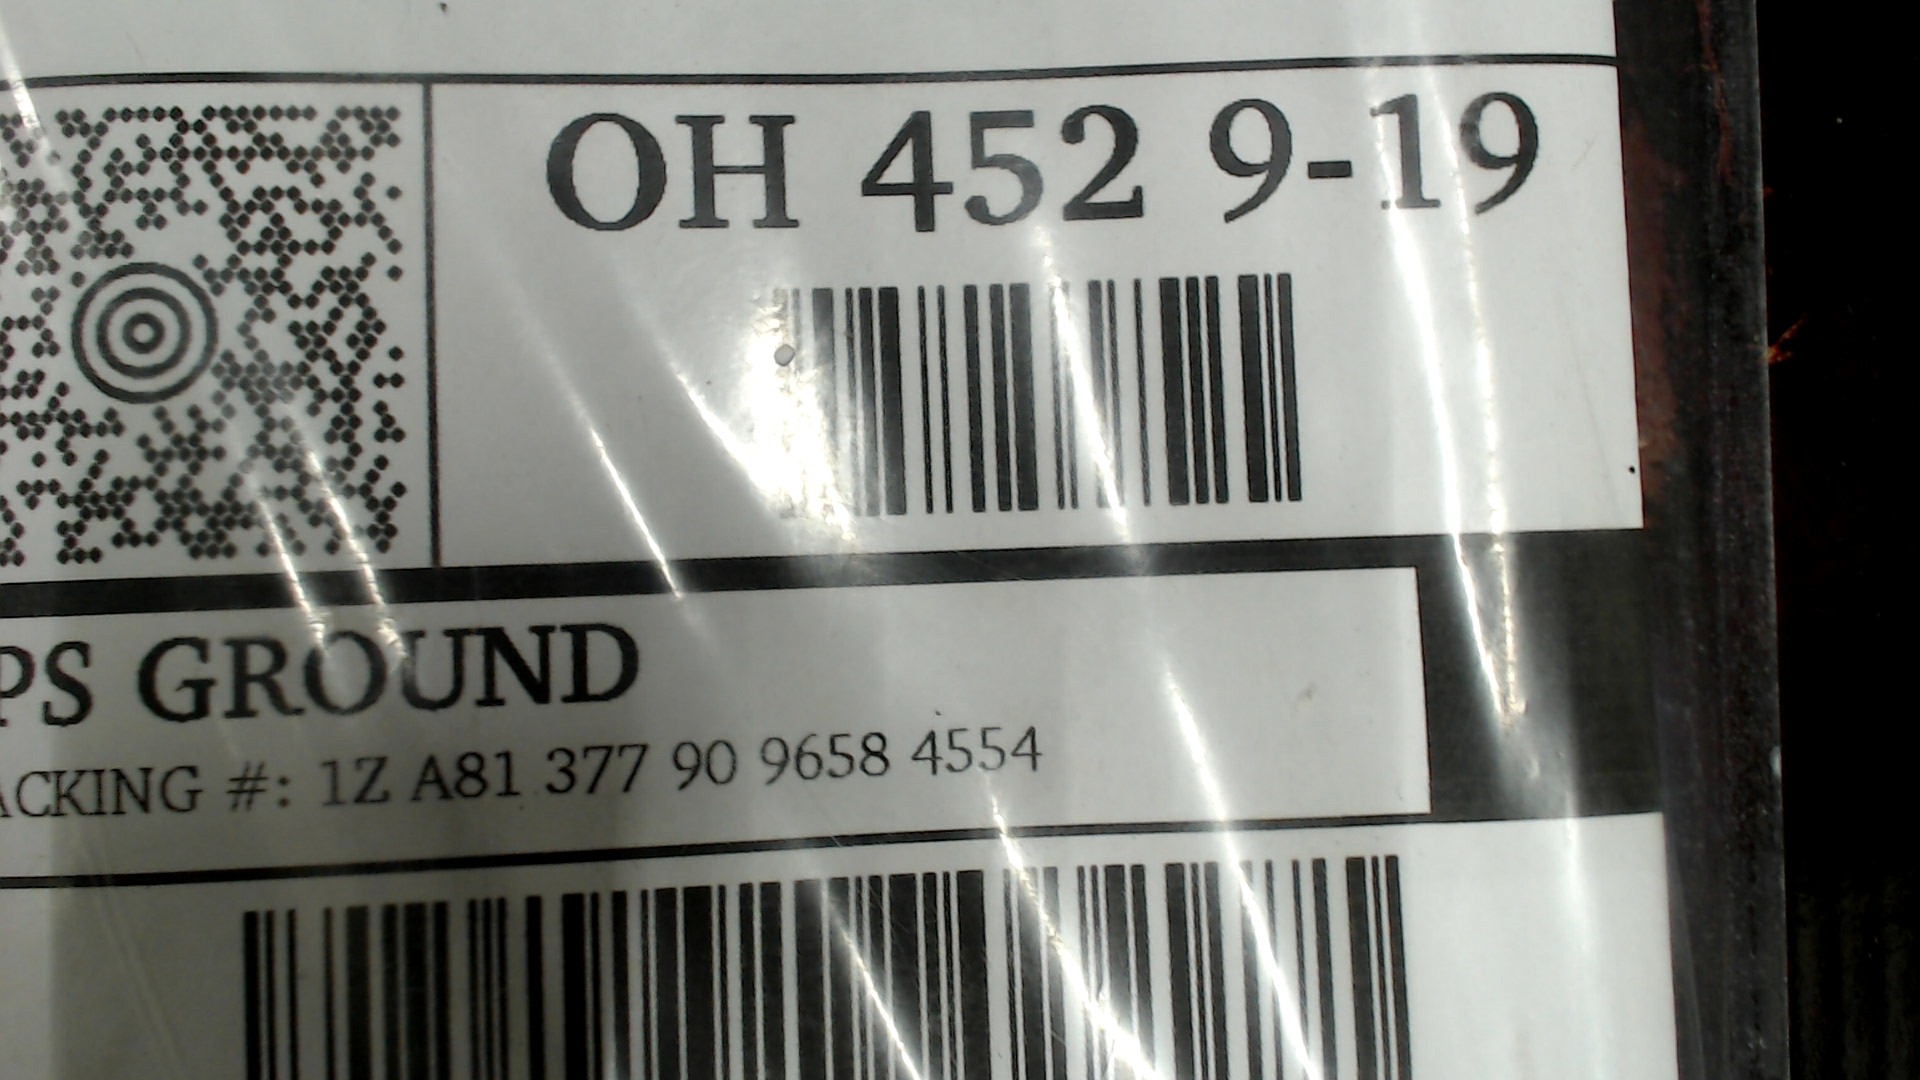 OH 452 9-19
PS GROUND
ACKING #: 1Z A81 377 90 9658 4554